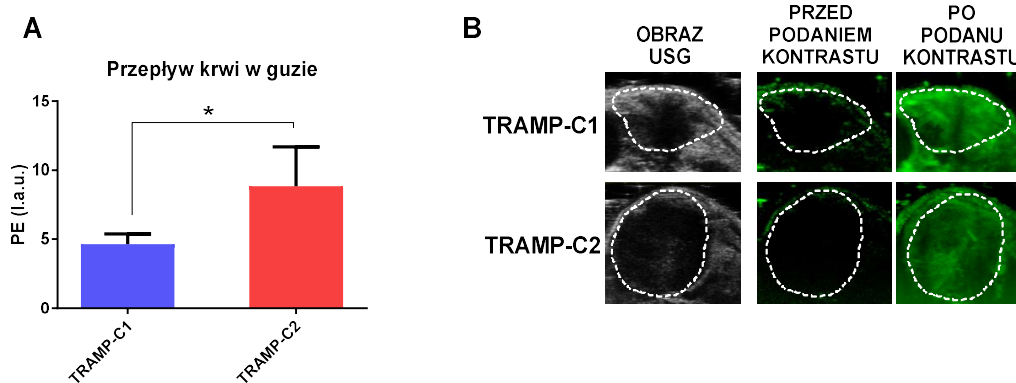 A
Przepływ krwi w guzie
PE (l.a.u.)
15
10
5
0
*
TRAMP-C1
TRAMP-C2
B
OBRAZ
USG
PRZED
PODANIEM
KONTRASTU
PO
PODANU
KONTRASTU
TRAMP-C1
TRAMP-C2